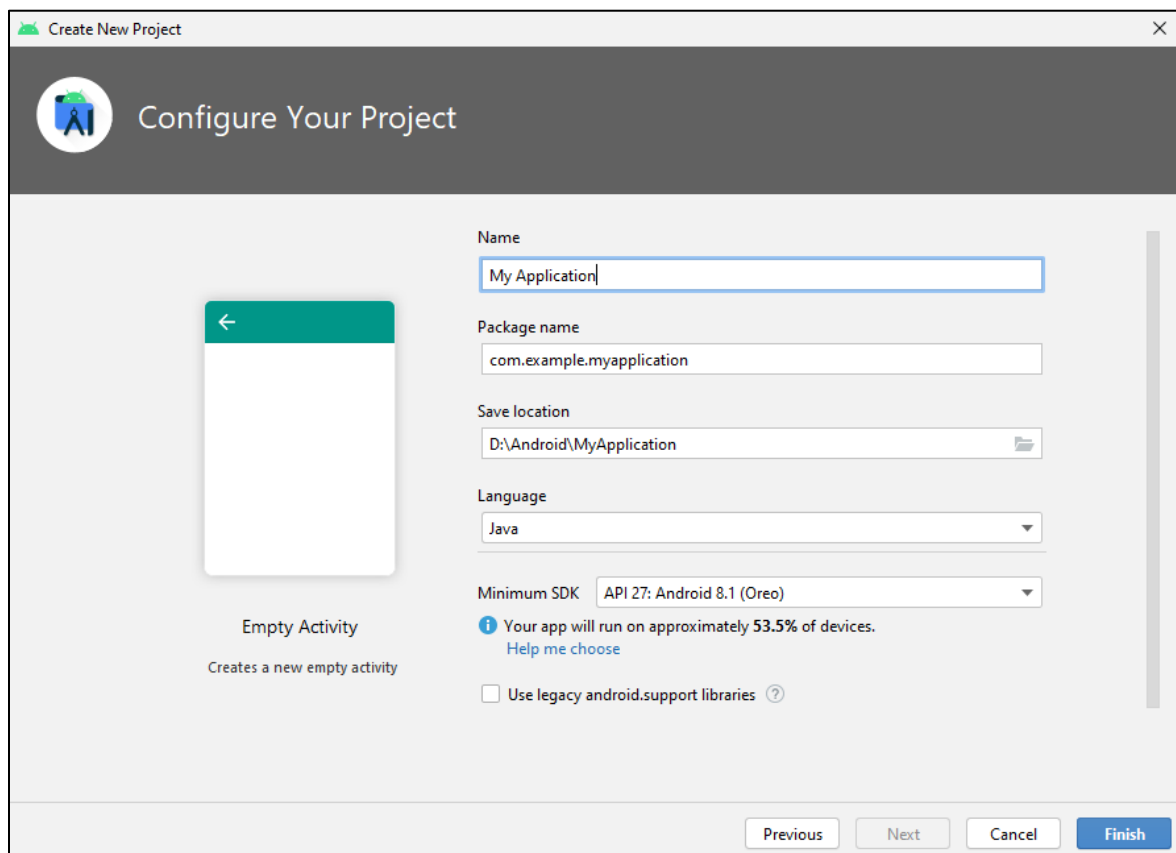 Create New Project
Configure Your Project
Name
My Application
Package name
com.example.myapplication
Save location
D:\Android\MyApplication
Language
Java
Minimum SDK API 27: Android 8.1 (Oreo)
Your app will run on approximately 53.5% of devices.
Help me choose
Use legacy android.support libraries ?
Empty Activity
Creates a new empty activity
Previous Next Cancel Finish